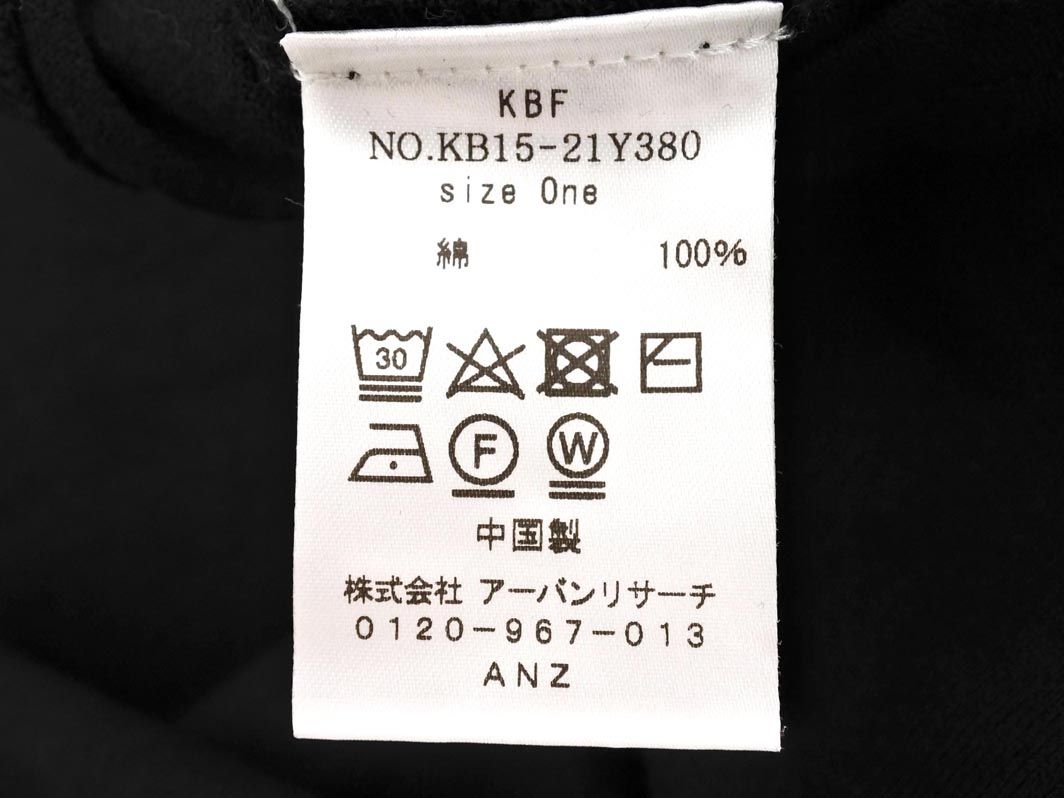 KBF
NO.KB15-21Y380
size One
綿 100%
30
F W
中国製
株式会社 アーバンリサーチ
0120-967-013
ANZ